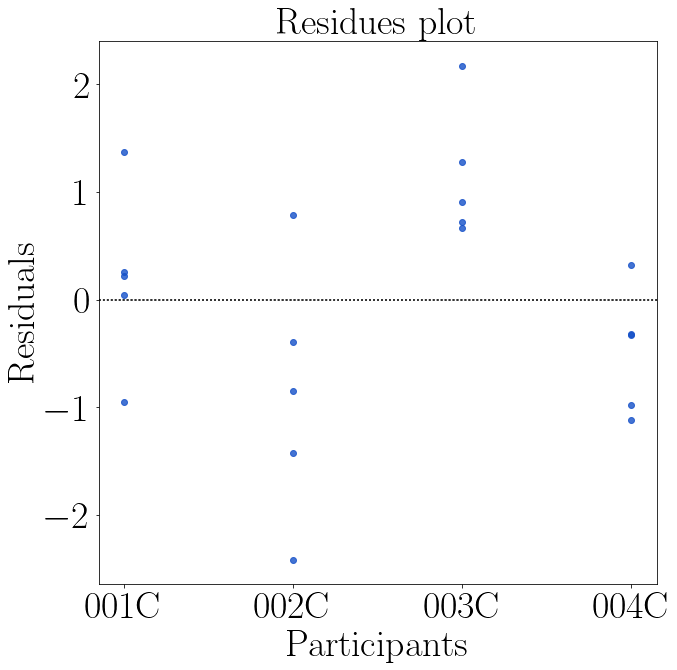 Residues plot
2
1
0
−1
−2
Residuals
001C 002C 003C 004C
Participants